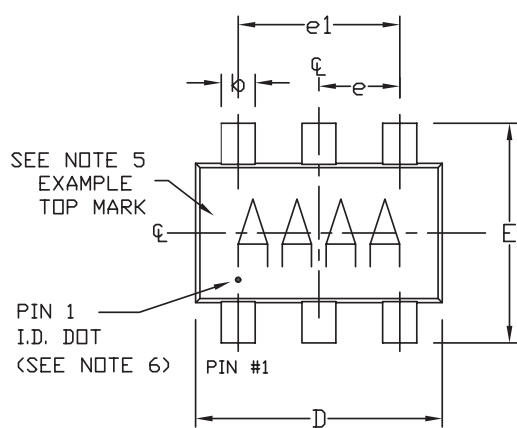 e1
℄
b
e
SEE NOTE 5
EXAMPLE
TOP MARK
AAAA
℄
E
PIN 1
I.D. DOT
(SEE NOTE 6)
PIN #1
D